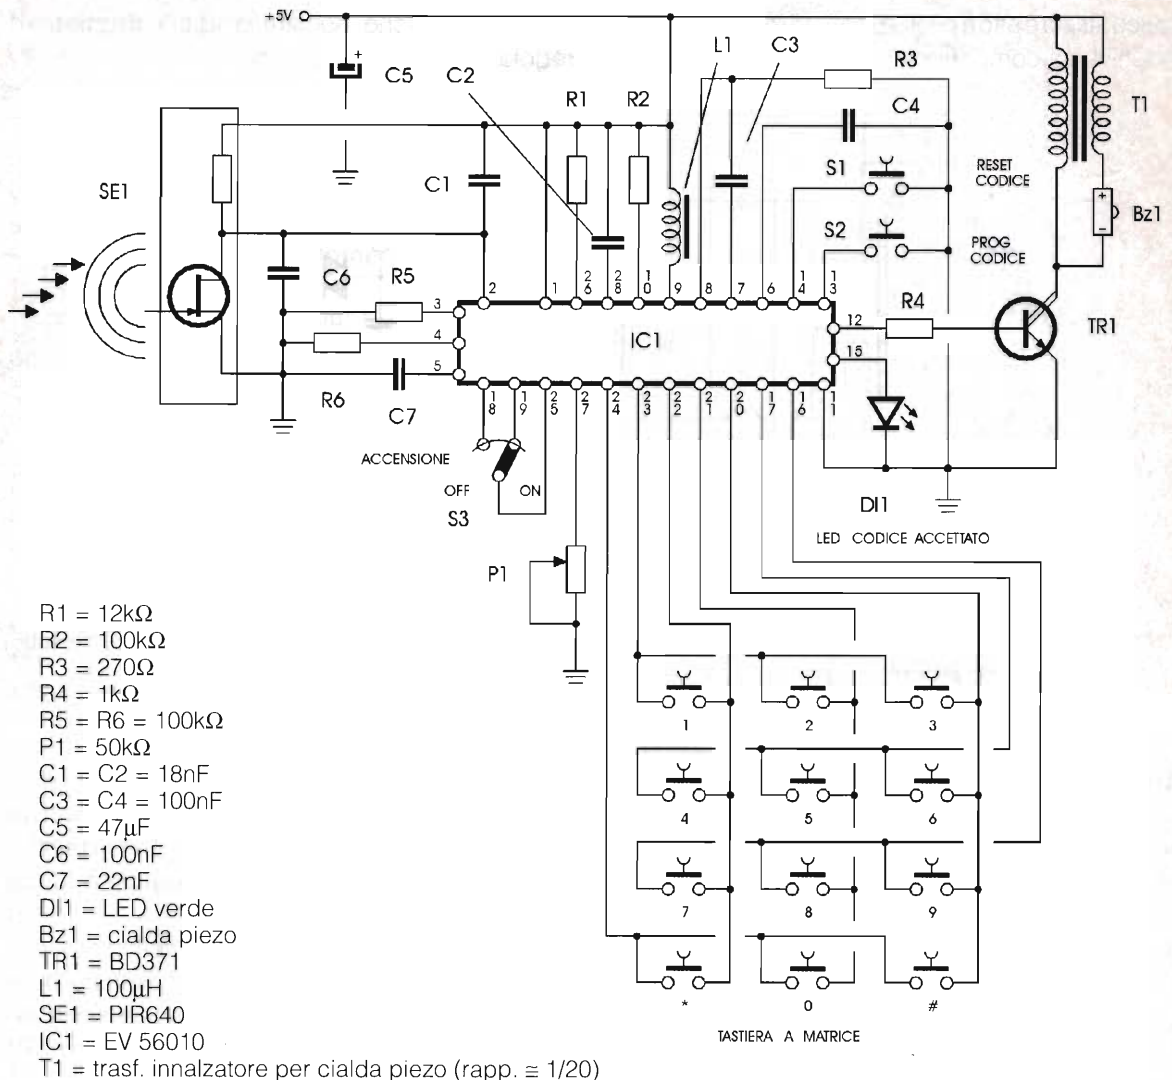 +5V
+
C5
C2
L1
C3
R3
C4
T1
R1
R2
S1
RESET
CODICE
SE1
C1
S2
PROG
CODICE
+
Bz1
-
C6
R5
2
1
26
28
10
9
8
7
6
14
13
R4
3
TR1
4
IC1
12
5
15
R6
C7
18
19
25
27
24
23
22
21
20
17
16
11
ACCENSIONE
OFF
ON
S3
DI1
LED CODICE ACCETTATO
P1
R1 = 12kΩ
R2 = 100kΩ
R3 = 270Ω
R4 = 1kΩ
R5 = R6 = 100kΩ
P1 = 50kΩ
C1 = C2 = 18nF
C3 = C4 = 100nF
C5 = 47µF
C6 = 100nF
C7 = 22nF
DI1 = LED verde
Bz1 = cialda piezo
TR1 = BD371
L1 = 100µH
SE1 = PIR640
IC1 = EV 56010
T1 = trasf. innalzatore per cialda piezo (rapp. ≅ 1/20)
1
2
3
4
5
6
7
8
9
*
0
#
TASTIERA A MATRICE